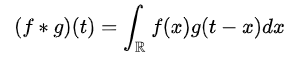 (f ∗ g)(t) = ∫_ℝ f(x)g(t − x)dx